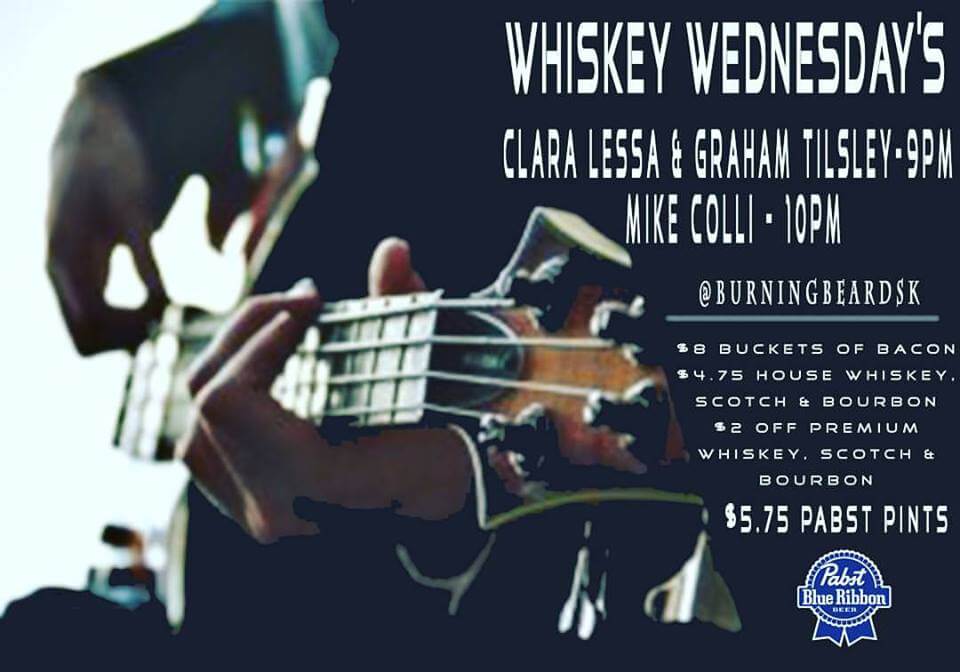 WHISKEY WEDNESDAY'S
CLARA LESSA & GRAHAM TILSLEY-9PM
MIKE COLLI - 10PM
@BURNINGBEARDSK
$8 BUCKETS OF BACON
$4.75 HOUSE WHISKEY,
SCOTCH & BOURBON
$2 OFF PREMIUM
WHISKEY, SCOTCH &
BOURBON
$5.75 PABST PINTS
Pabst
Blue Ribbon
BEER